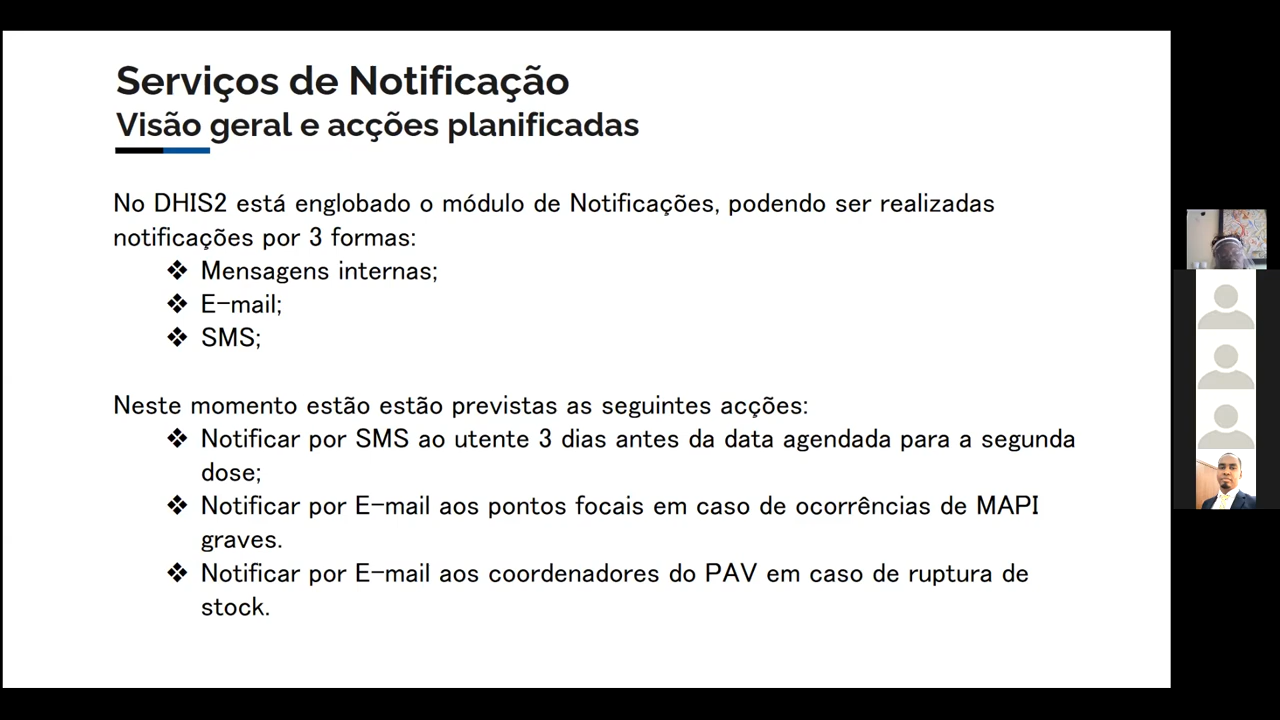 Serviços de Notificação
Visão geral e acções planificadas
No DHIS2 está englobado o módulo de Notificações, podendo ser realizadas
notificações por 3 formas:
❖ Mensagens internas;
❖ E-mail;
❖ SMS;
Neste momento estão estão previstas as seguintes acções:
❖ Notificar por SMS ao utente 3 dias antes da data agendada para a segunda
dose;
❖ Notificar por E-mail aos pontos focais em caso de ocorrências de MAPI
graves.
❖ Notificar por E-mail aos coordenadores do PAV em caso de ruptura de
stock.